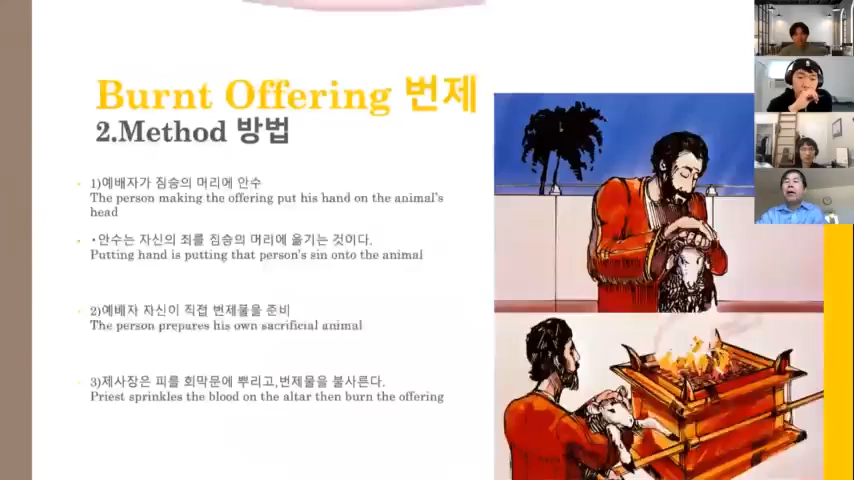 Burnt Offering 번제
2.Method 방법
1)예배자가 짐승의 머리에 안수
The person making the offering put his hand on the animal's
head
•안수는 자신의 죄를 짐승의 머리에 옮기는 것이다.
Putting hand is putting that person's sin onto the animal
2)예배자 자신이 직접 번제물을 준비
The person prepares his own sacrificial animal
3)제사장은 피를 회막문에 뿌리고,번제물을 불사른다.
Priest sprinkles the blood on the altar then burn the offering